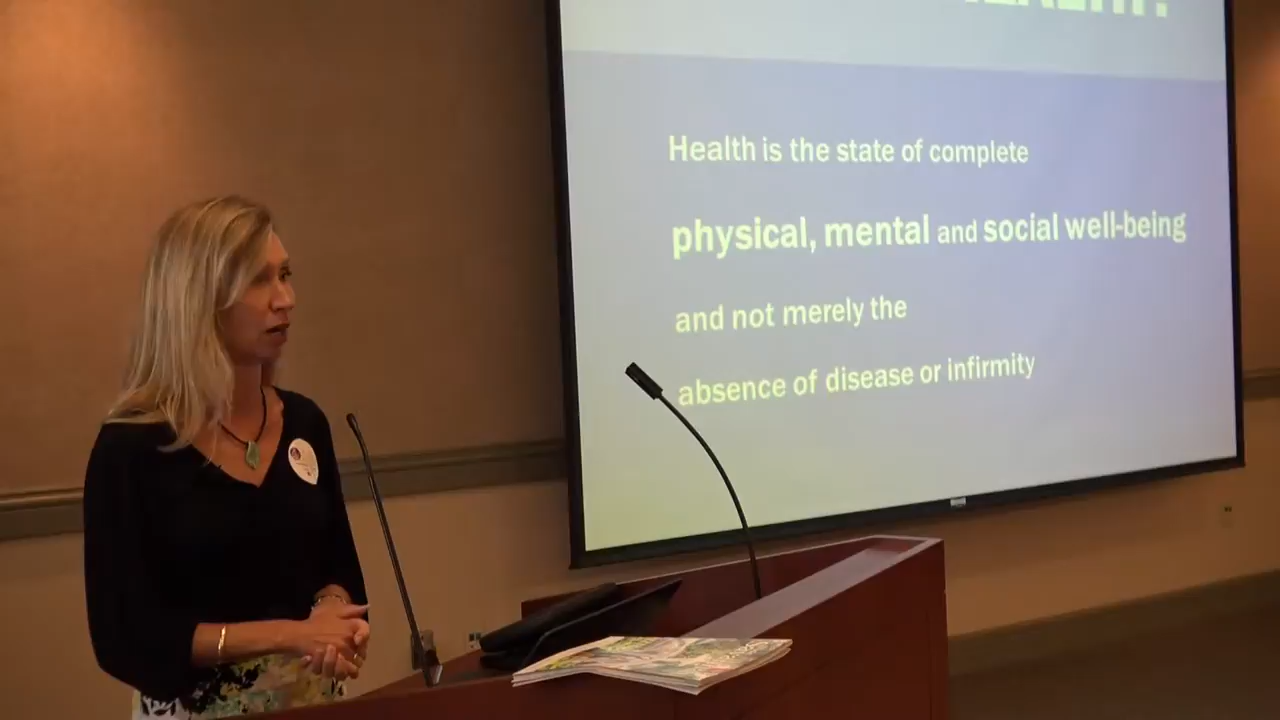 Health is the state of complete
physical, mental and social well-being
and not merely the
absence of disease or infirmity